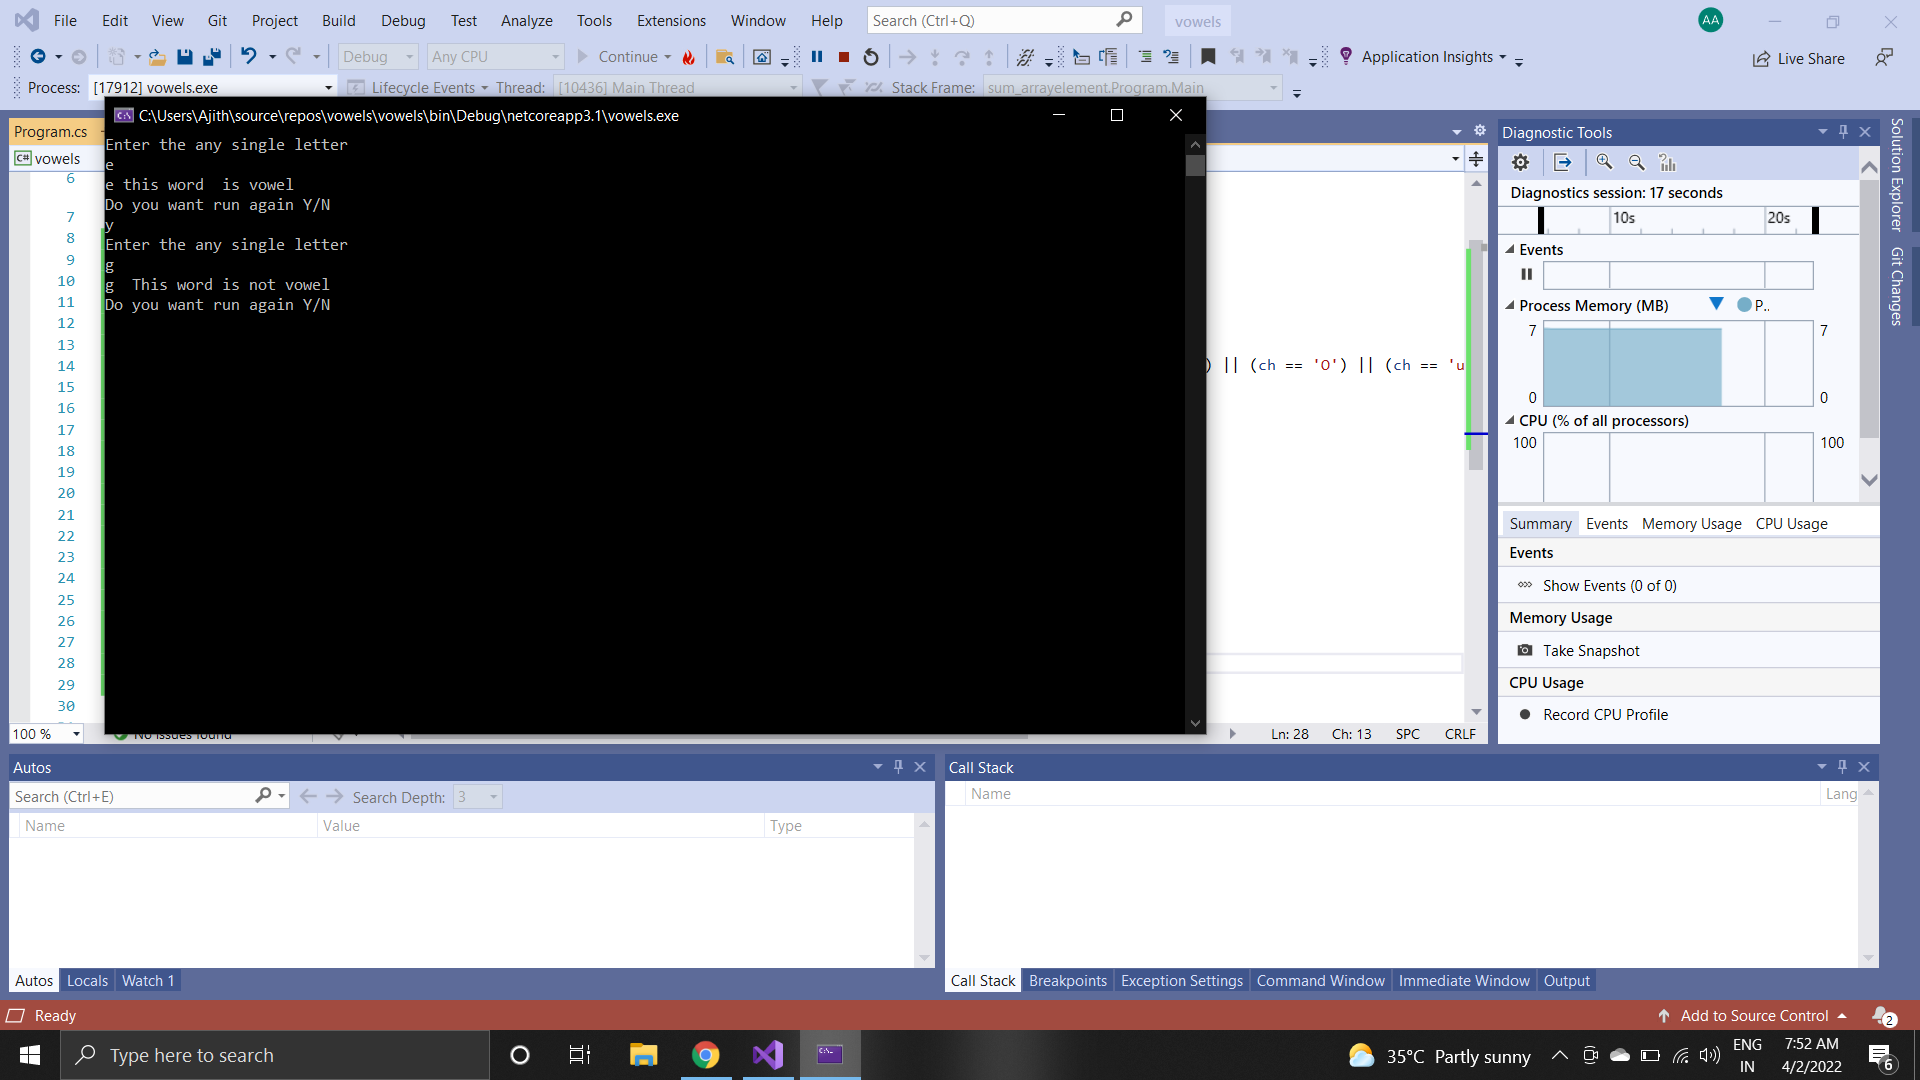 File Edit View Git Project Build Debug Test Analyze Tools Extensions Window Help Search (Ctrl+Q) vowels AA
Debug Any CPU Continue Application Insights Live Share
Process: [17912] vowels.exe Lifecycle Events Thread: [10436] Main Thread Stack Frame: sum_arrayelement.Program.Main
C:\Users\Ajith\source\repos\vowels\vowels\bin\Debug\netcoreapp3.1\vowels.exe
Enter the any single letter
e
e this word  is vowel
Do you want run again Y/N
y
Enter the any single letter
g
g  This word is not vowel
Do you want run again Y/N
Program.cs
C# vowels
6
7
8
9
10
11
12
13
14
15
16
17
18
19
20
21
22
23
24
25
26
27
28
29
30
) || (ch == 'O') || (ch == 'u
100 % No issues found Ln: 28 Ch: 13 SPC CRLF
Diagnostic Tools
Diagnostics session: 17 seconds
10s 20s
Events
Process Memory (MB) P..
7 7
0 0
CPU (% of all processors)
100 100
Summary Events Memory Usage CPU Usage
Events
Show Events (0 of 0)
Memory Usage
Take Snapshot
CPU Usage
Record CPU Profile
Solution Explorer
Git Changes
Autos
Search (Ctrl+E) Search Depth: 3
Name Value Type
Autos Locals Watch 1
Call Stack
Name Lang
Call Stack Breakpoints Exception Settings Command Window Immediate Window Output
Ready Add to Source Control 2
Type here to search
35°C Partly sunny
ENG
IN
7:52 AM
4/2/2022
6